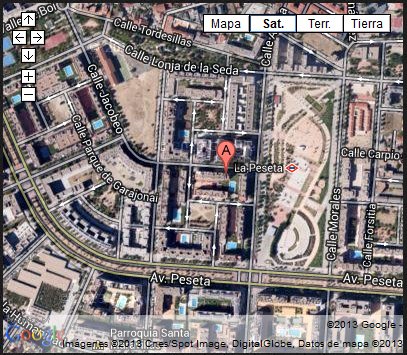 Mapa
Sat.
Terr.
Tierra
Calle Tordesillas
Calle Lonja de la Seda
Calle Jacobeo
Calle Parque de Garajonai
A
La Peseta
Calle Carpio
Calle Morales
Calle Forsitia
Av. Peseta
Av. Peseta
Parroquia Santa
©2013 Google -
Imágenes ©2013 Cnes/Spot Image, DigitalGlobe, Datos de mapa ©2013